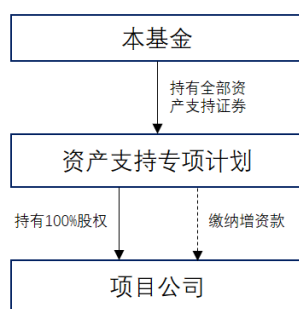 本基金
持有全部资
产支持证券
资产支持专项计划
持有100%股权
缴纳增资款
项目公司